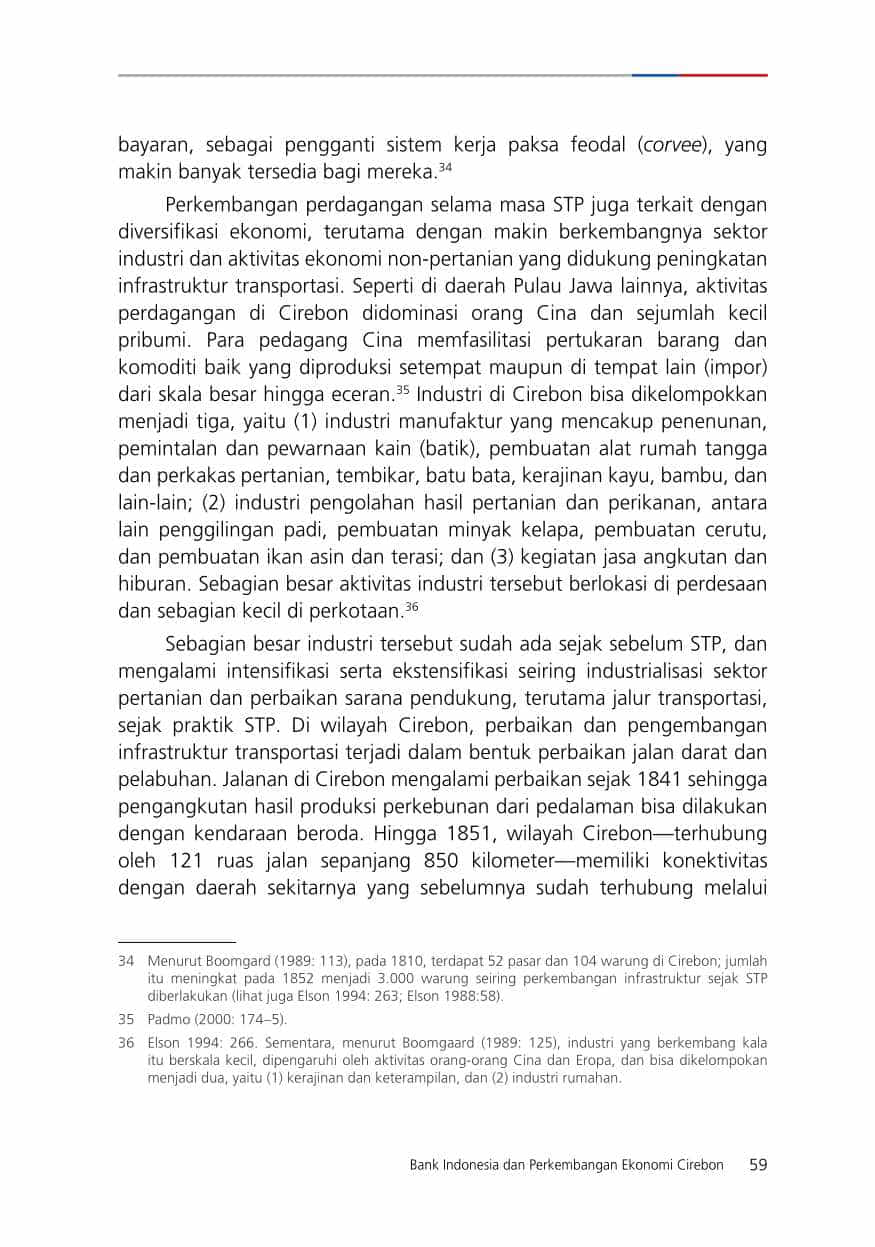 bayaran, sebagai pengganti sistem kerja paksa feodal (corvee), yang
makin banyak tersedia bagi mereka.34
Perkembangan perdagangan selama masa STP juga terkait dengan
diversifikasi ekonomi, terutama dengan makin berkembangnya sektor
industri dan aktivitas ekonomi non-pertanian yang didukung peningkatan
infrastruktur transportasi. Seperti di daerah Pulau Jawa lainnya, aktivitas
perdagangan di Cirebon didominasi orang Cina dan sejumlah kecil
pribumi. Para pedagang Cina memfasilitasi pertukaran barang dan
komoditi baik yang diproduksi setempat maupun di tempat lain (impor)
dari skala besar hingga eceran.35 Industri di Cirebon bisa dikelompokkan
menjadi tiga, yaitu (1) industri manufaktur yang mencakup penenunan,
pemintalan dan pewarnaan kain (batik), pembuatan alat rumah tangga
dan perkakas pertanian, tembikar, batu bata, kerajinan kayu, bambu, dan
lain-lain; (2) industri pengolahan hasil pertanian dan perikanan, antara
lain penggilingan padi, pembuatan minyak kelapa, pembuatan cerutu,
dan pembuatan ikan asin dan terasi; dan (3) kegiatan jasa angkutan dan
hiburan. Sebagian besar aktivitas industri tersebut berlokasi di perdesaan
dan sebagian kecil di perkotaan.36
Sebagian besar industri tersebut sudah ada sejak sebelum STP, dan
mengalami intensifikasi serta ekstensifikasi seiring industrialisasi sektor
pertanian dan perbaikan sarana pendukung, terutama jalur transportasi,
sejak praktik STP. Di wilayah Cirebon, perbaikan dan pengembangan
infrastruktur transportasi terjadi dalam bentuk perbaikan jalan darat dan
pelabuhan. Jalanan di Cirebon mengalami perbaikan sejak 1841 sehingga
pengangkutan hasil produksi perkebunan dari pedalaman bisa dilakukan
dengan kendaraan beroda. Hingga 1851, wilayah Cirebon—terhubung
oleh 121 ruas jalan sepanjang 850 kilometer—memiliki konektivitas
dengan daerah sekitarnya yang sebelumnya sudah terhubung melalui
34 Menurut Boomgard (1989: 113), pada 1810, terdapat 52 pasar dan 104 warung di Cirebon; jumlah
itu meningkat pada 1852 menjadi 3.000 warung seiring perkembangan infrastruktur sejak STP
diberlakukan (lihat juga Elson 1994: 263; Elson 1988:58).
35 Padmo (2000: 174–5).
36 Elson 1994: 266. Sementara, menurut Boomgaard (1989: 125), industri yang berkembang kala
itu berskala kecil, dipengaruhi oleh aktivitas orang-orang Cina dan Eropa, dan bisa dikelompokan
menjadi dua, yaitu (1) kerajinan dan keterampilan, dan (2) industri rumahan.
Bank Indonesia dan Perkembangan Ekonomi Cirebon 59